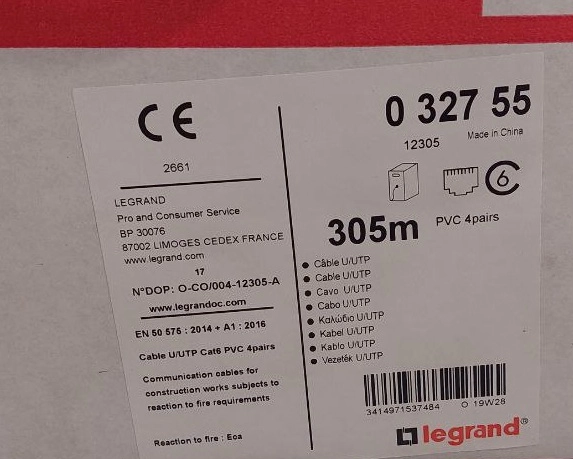 CE
2661
LEGRAND
Pro and Consumer Service
BP 30076
87002 LIMOGES CEDEX FRANCE
www.legrand.com
17
N°DOP: O-CO/004-12305-A
www.legrandoc.com
EN 50 575 : 2014 + A1 : 2016
Cable U/UTP Cat6 PVC 4pairs
Communication cables for
construction works subjects to
reaction to fire requirements
Reaction to fire : Eca
0 327 55
12305 Made in China
C6
305m PVC 4pairs
Câble U/UTP
Cable U/UTP
Cavo U/UTP
Cabo U/UTP
Καλώδιο U/UTP
Kabel U/UTP
Kablo U/UTP
Vezeték U/UTP
3414971537484 O 19W28
legrand®